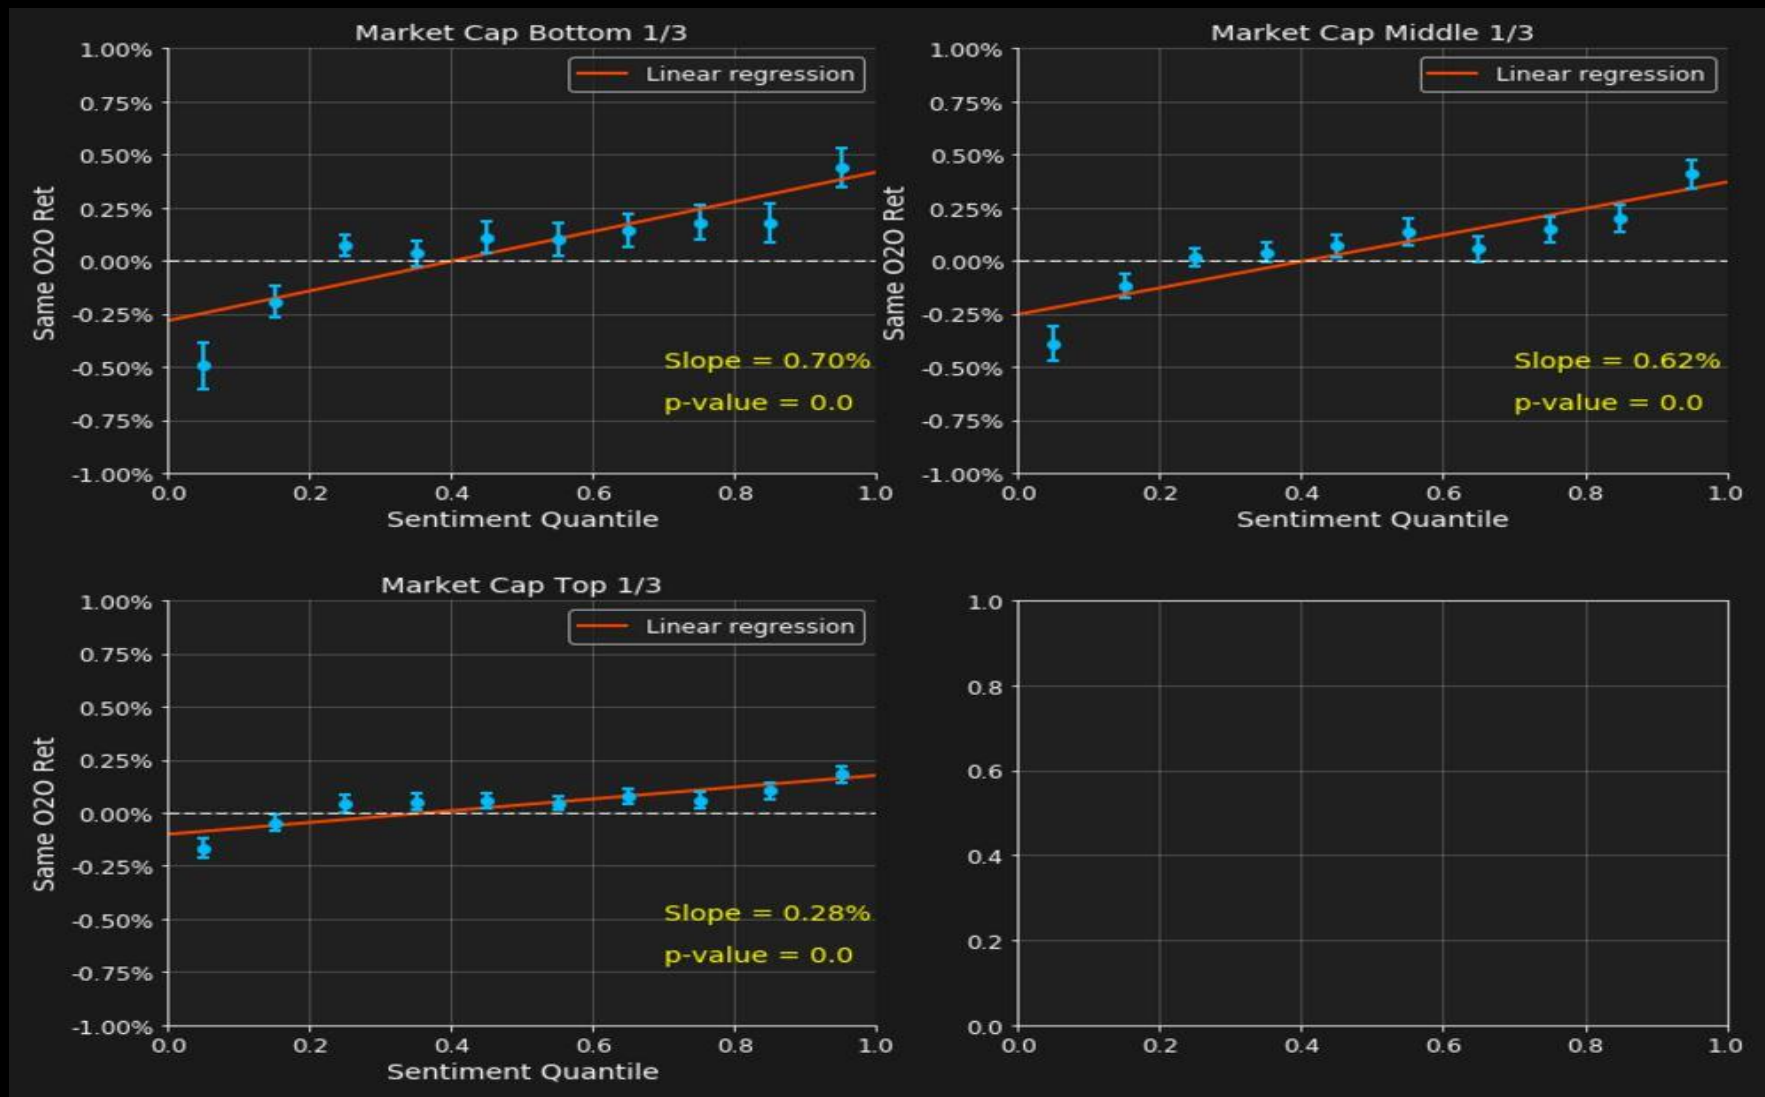 Market Cap Bottom 1/3
1.00%
0.75%
0.50%
0.25%
0.00%
-0.25%
-0.50%
-0.75%
-1.00%
Same O2O Ret
Linear regression
Slope = 0.70%
p-value = 0.0
0.0 0.2 0.4 0.6 0.8 1.0
Sentiment Quantile
Market Cap Middle 1/3
1.00%
0.75%
0.50%
0.25%
0.00%
-0.25%
-0.50%
-0.75%
-1.00%
Same O2O Ret
Linear regression
Slope = 0.62%
p-value = 0.0
0.0 0.2 0.4 0.6 0.8 1.0
Sentiment Quantile
Market Cap Top 1/3
1.00%
0.75%
0.50%
0.25%
0.00%
-0.25%
-0.50%
-0.75%
-1.00%
Same O2O Ret
Linear regression
Slope = 0.28%
p-value = 0.0
0.0 0.2 0.4 0.6 0.8 1.0
Sentiment Quantile
1.0
0.8
0.6
0.4
0.2
0.0
0.0 0.2 0.4 0.6 0.8 1.0